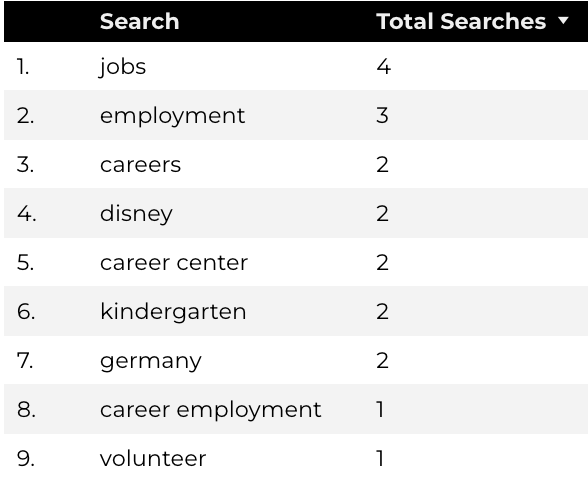 Search Total Searches
1. jobs 4
2. employment 3
3. careers 2
4. disney 2
5. career center 2
6. kindergarten 2
7. germany 2
8. career employment 1
9. volunteer 1